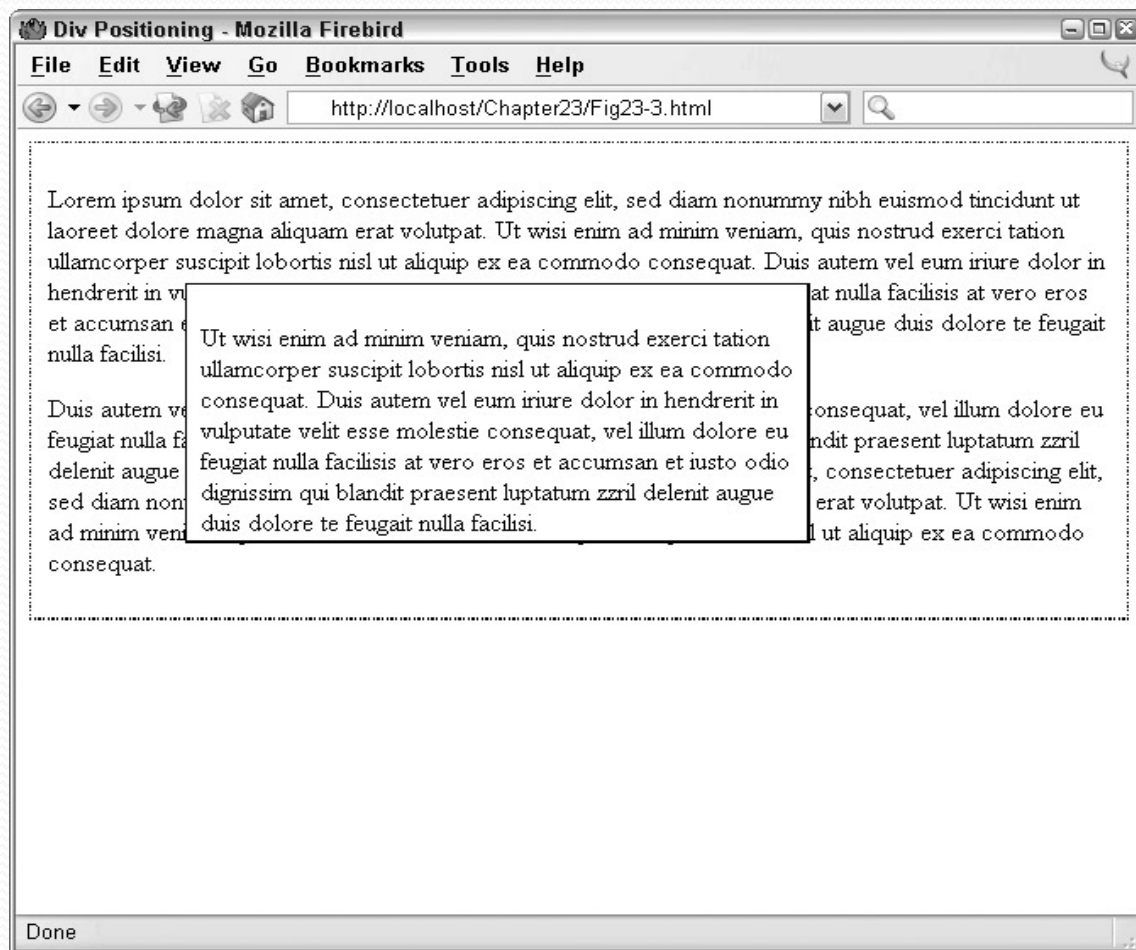 Div Positioning - Mozilla Firebird
File Edit View Go Bookmarks Tools Help
http://localhost/Chapter23/Fig23-3.html
Lorem ipsum dolor sit amet, consectetuer adipiscing elit, sed diam nonummy nibh euismod tincidunt ut
laoreet dolore magna aliquam erat volutpat. Ut wisi enim ad minim veniam, quis nostrud exerci tation
ullamcorper suscipit lobortis nisl ut aliquip ex ea commodo consequat. Duis autem vel eum iriure dolor in
hendrerit in vu at nulla facilisis at vero eros
et accumsan e it augue duis dolore te feugait
nulla facilisi.
Duis autem ve onsequat, vel illum dolore eu
feugiat nulla fa ndit praesent luptatum zzril
delenit augue , consectetuer adipiscing elit,
sed diam non erat volutpat. Ut wisi enim
ad minim veni l ut aliquip ex ea commodo
consequat.
Ut wisi enim ad minim veniam, quis nostrud exerci tation
ullamcorper suscipit lobortis nisl ut aliquip ex ea commodo
consequat. Duis autem vel eum iriure dolor in hendrerit in
vulputate velit esse molestie consequat, vel illum dolore eu
feugiat nulla facilisis at vero eros et accumsan et iusto odio
dignissim qui blandit praesent luptatum zzril delenit augue
duis dolore te feugait nulla facilisi.
Done